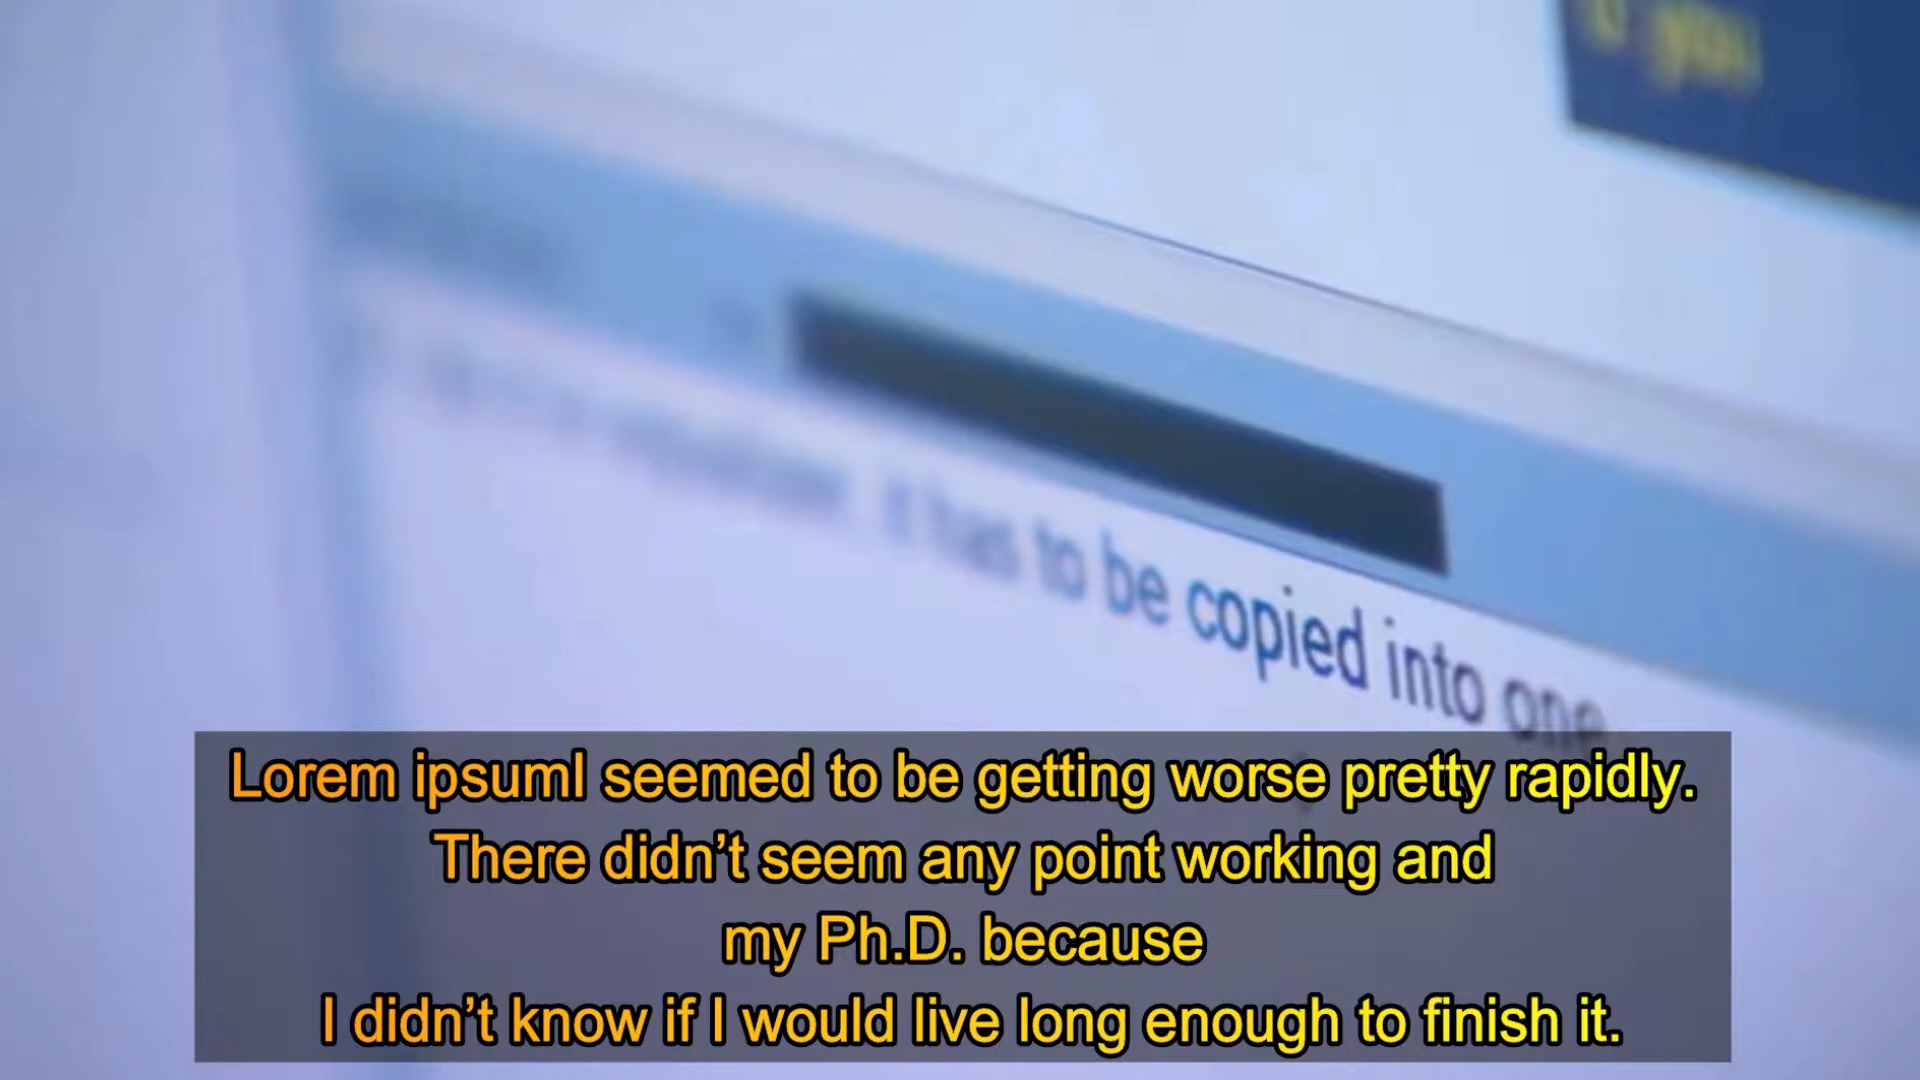 you
it has to be copied into one
Lorem ipsumI seemed to be getting worse pretty rapidly.
There didn’t seem any point working and
my Ph.D. because
I didn’t know if I would live long enough to finish it.